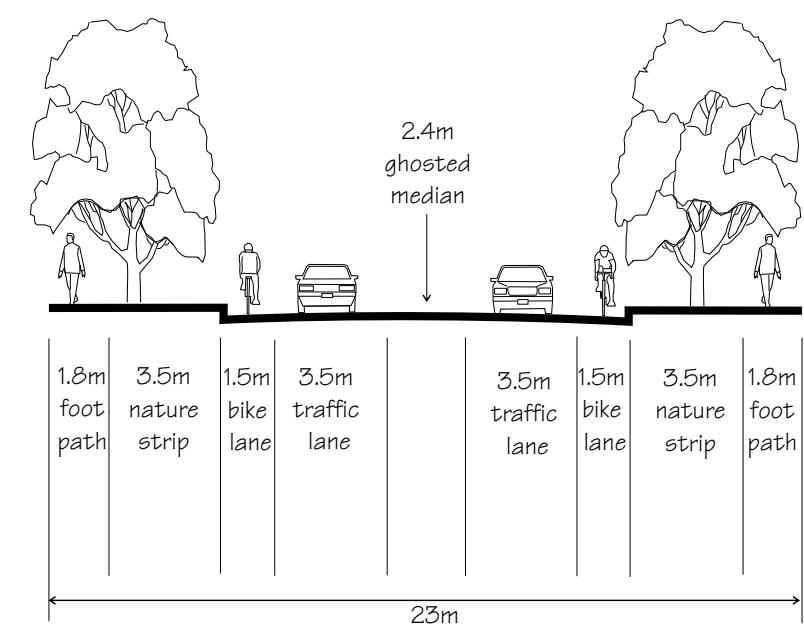 2.4m
ghosted
median
1.8m
foot
path
3.5m
nature
strip
1.5m
bike
lane
3.5m
traffic
lane
3.5m
traffic
lane
1.5m
bike
lane
3.5m
nature
strip
1.8m
foot
path
23m